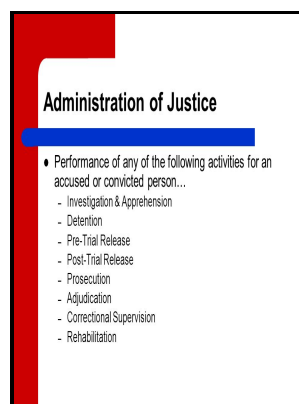 Administration of Justice
● Performance of any of the following activities for an
accused or convicted person…
– Investigation & Apprehension
– Detention
– Pre-Trial Release
– Post-Trial Release
– Prosecution
– Adjudication
– Correctional Supervision
– Rehabilitation